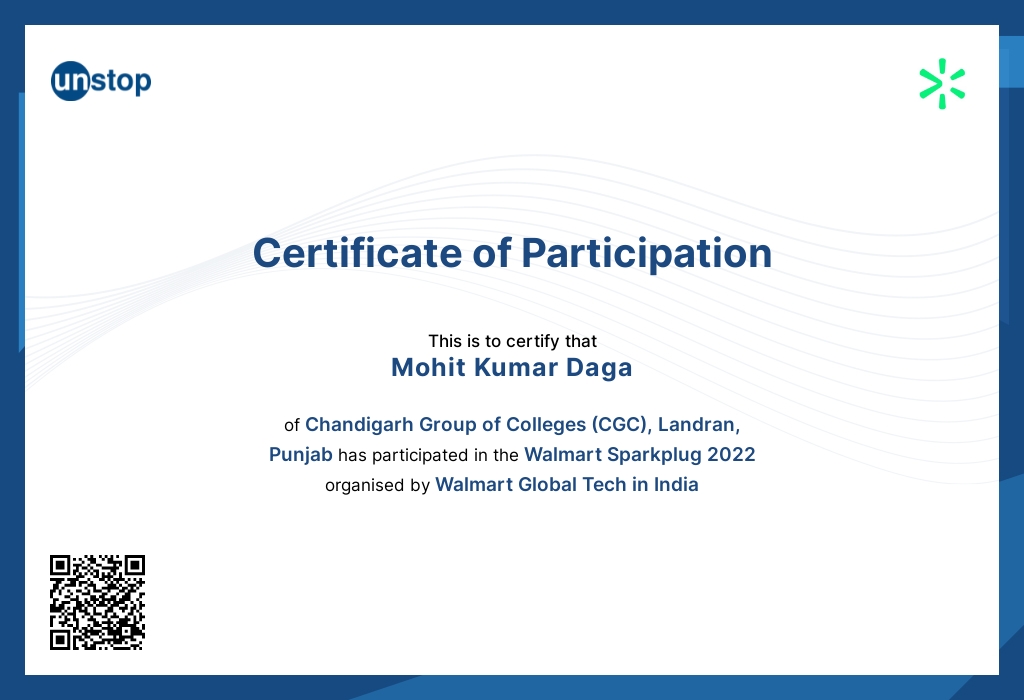 unstop
Certificate of Participation
This is to certify that
Mohit Kumar Daga
of Chandigarh Group of Colleges (CGC), Landran,
Punjab has participated in the Walmart Sparkplug 2022
organised by Walmart Global Tech in India